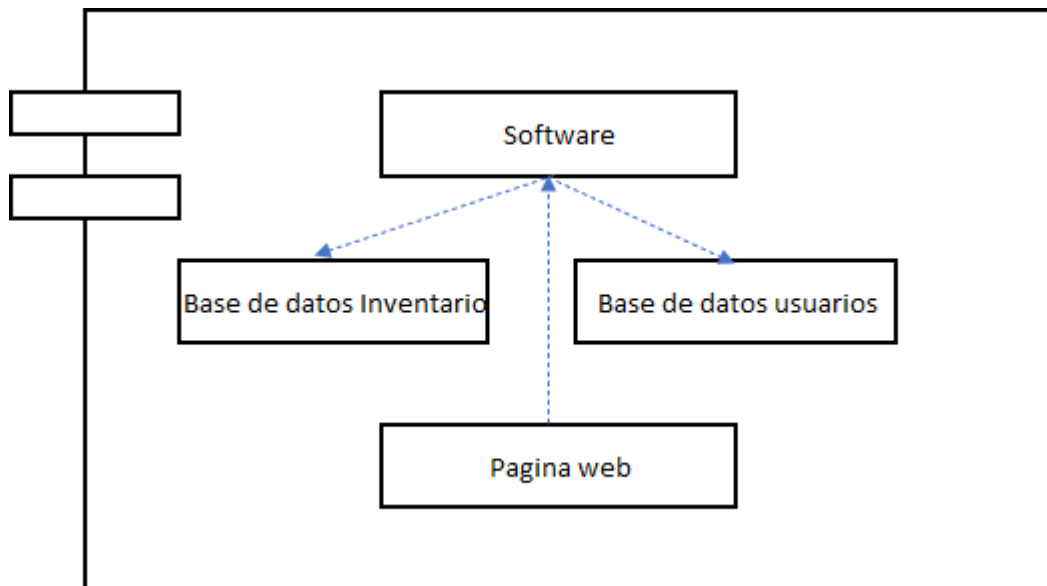 Software
Base de datos Inventario
Base de datos usuarios
Pagina web